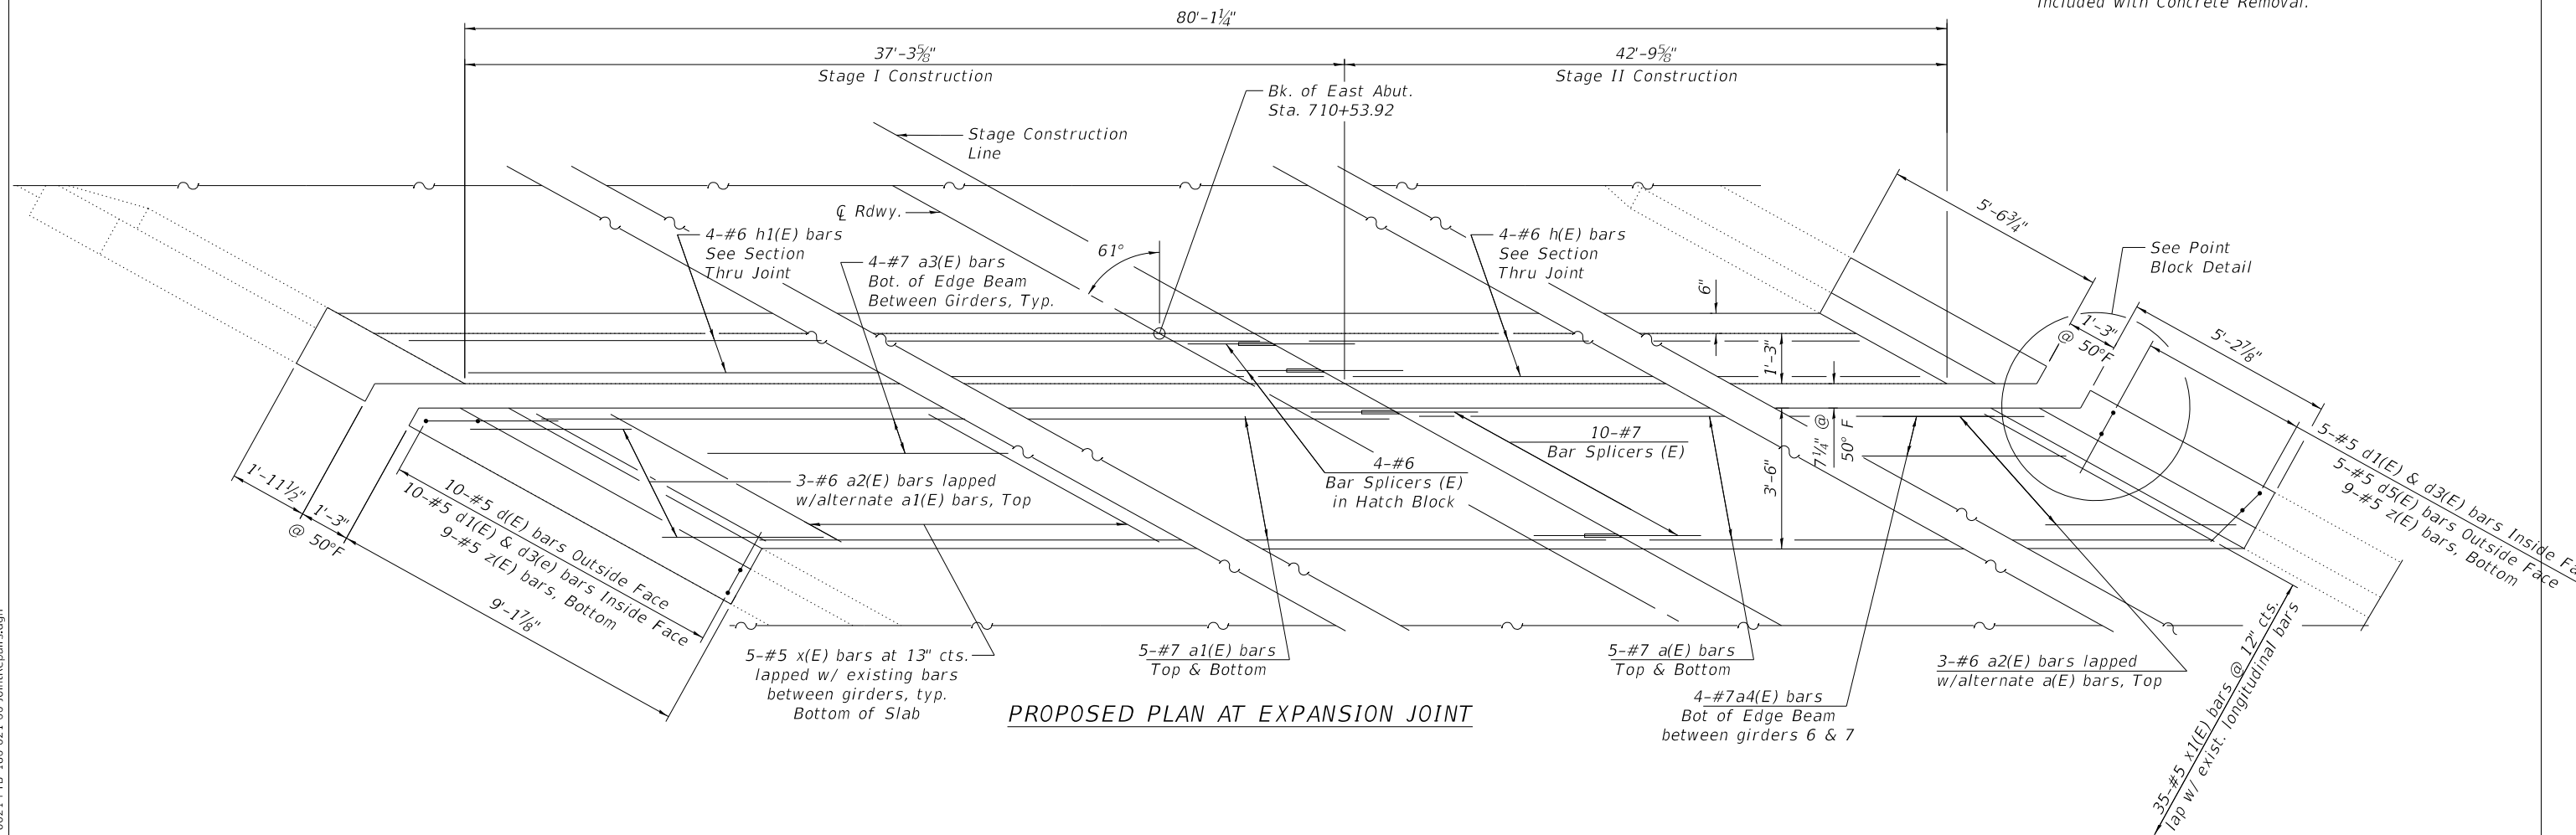 Included with Concrete Removal.
80'-1¼"
37'-3⅝"
Stage I Construction
42'-9⅝"
Stage II Construction
Bk. of East Abut.
Sta. 710+53.92
Stage Construction
Line
℄ Rdwy.
61°
4-#6 h1(E) bars
See Section
Thru Joint
4-#7 a3(E) bars
Bot. of Edge Beam
Between Girders, Typ.
4-#6 h(E) bars
See Section
Thru Joint
5'-6¾"
See Point
Block Detail
6"
1'-3"
1'-3"
@ 50°F
5'-2⅞"
7¼" @
50° F
3'-6"
10-#7
Bar Splicers (E)
4-#6
Bar Splicers (E)
in Hatch Block
3-#6 a2(E) bars lapped
w/alternate a1(E) bars, Top
1'-11½"
1'-3"
@ 50°F
10-#5 d(E) bars Outside Face
10-#5 d1(E) & d3(e) bars Inside Face
9-#5 z(E) bars, Bottom
9'-1⅞"
5-#5 d1(E) & d3(E) bars Inside Fa
5-#5 d5(E) bars Outside Face
9-#5 z(E) bars, Bottom
5-#5 x(E) bars at 13" cts.
lapped w/ existing bars
between girders, typ.
Bottom of Slab
5-#7 a1(E) bars
Top & Bottom
5-#7 a(E) bars
Top & Bottom
4-#7a4(E) bars
Bot of Edge Beam
between girders 6 & 7
3-#6 a2(E) bars lapped
w/alternate a(E) bars, Top
35-#5 x1(E) bars @ 12" cts.
lap w/ exist. longitudinal bars
PROPOSED PLAN AT EXPANSION JOINT